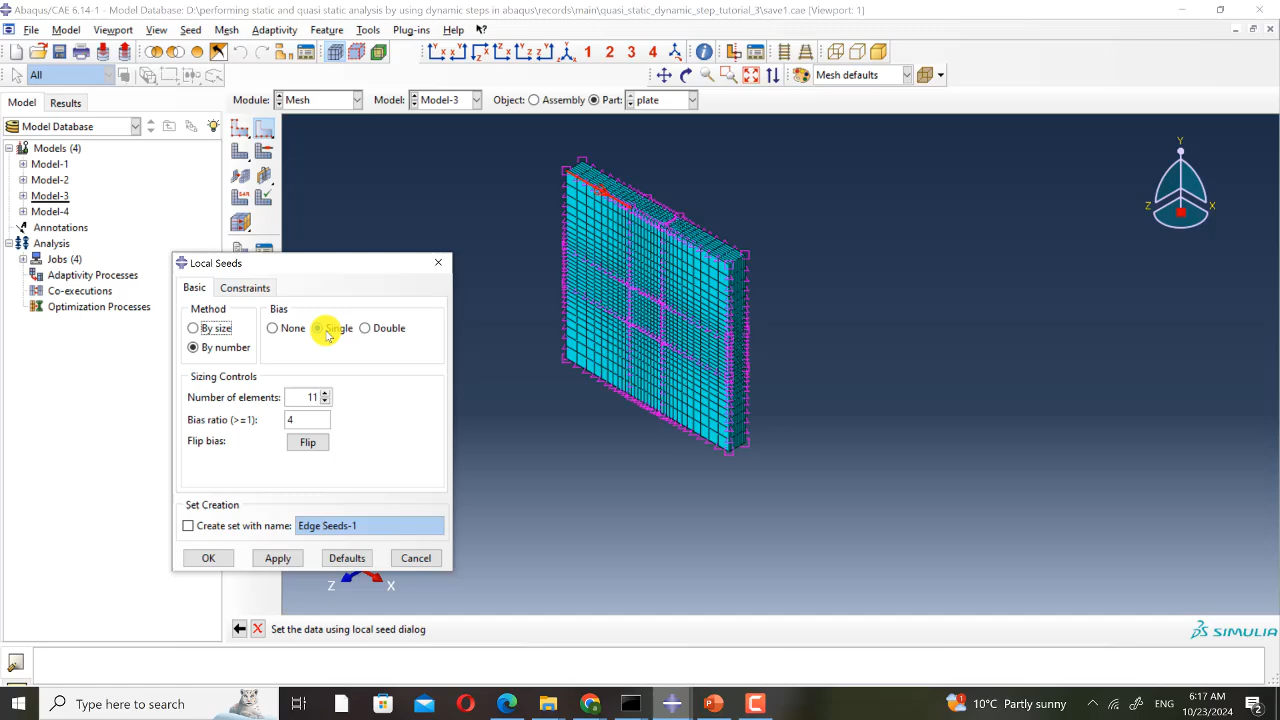 Abaqus/CAE 6.14-1 - Model Database: D:\performing static and quasi static analysis by using dynamic steps in abaqus\records\main\quasi_static_dynamic_step_tutorial_3\save1.cae [Viewport: 1]
File Model Viewport View Seed Mesh Adaptivity Feature Tools Plug-ins Help
1 2 3 4
All
Mesh defaults
Model Results
Module: Mesh Model: Model-3 Object: Assembly Part: plate
Model Database
Models (4)
Model-1
Model-2
Model-3
Model-4
Annotations
Analysis
Jobs (4)
Adaptivity Processes
Co-executions
Optimization Processes
Y
Z X
Local Seeds
Basic Constraints
Method Bias
By size None Single Double
By number
Sizing Controls
Number of elements: 11
Bias ratio (>=1): 4
Flip bias: Flip
Set Creation
Create set with name: Edge Seeds-1
OK Apply Defaults Cancel
Z X
Set the data using local seed dialog
SIMULIA
Type here to search
1
10°C Partly sunny
ENG
6:17 AM
10/23/2024
2